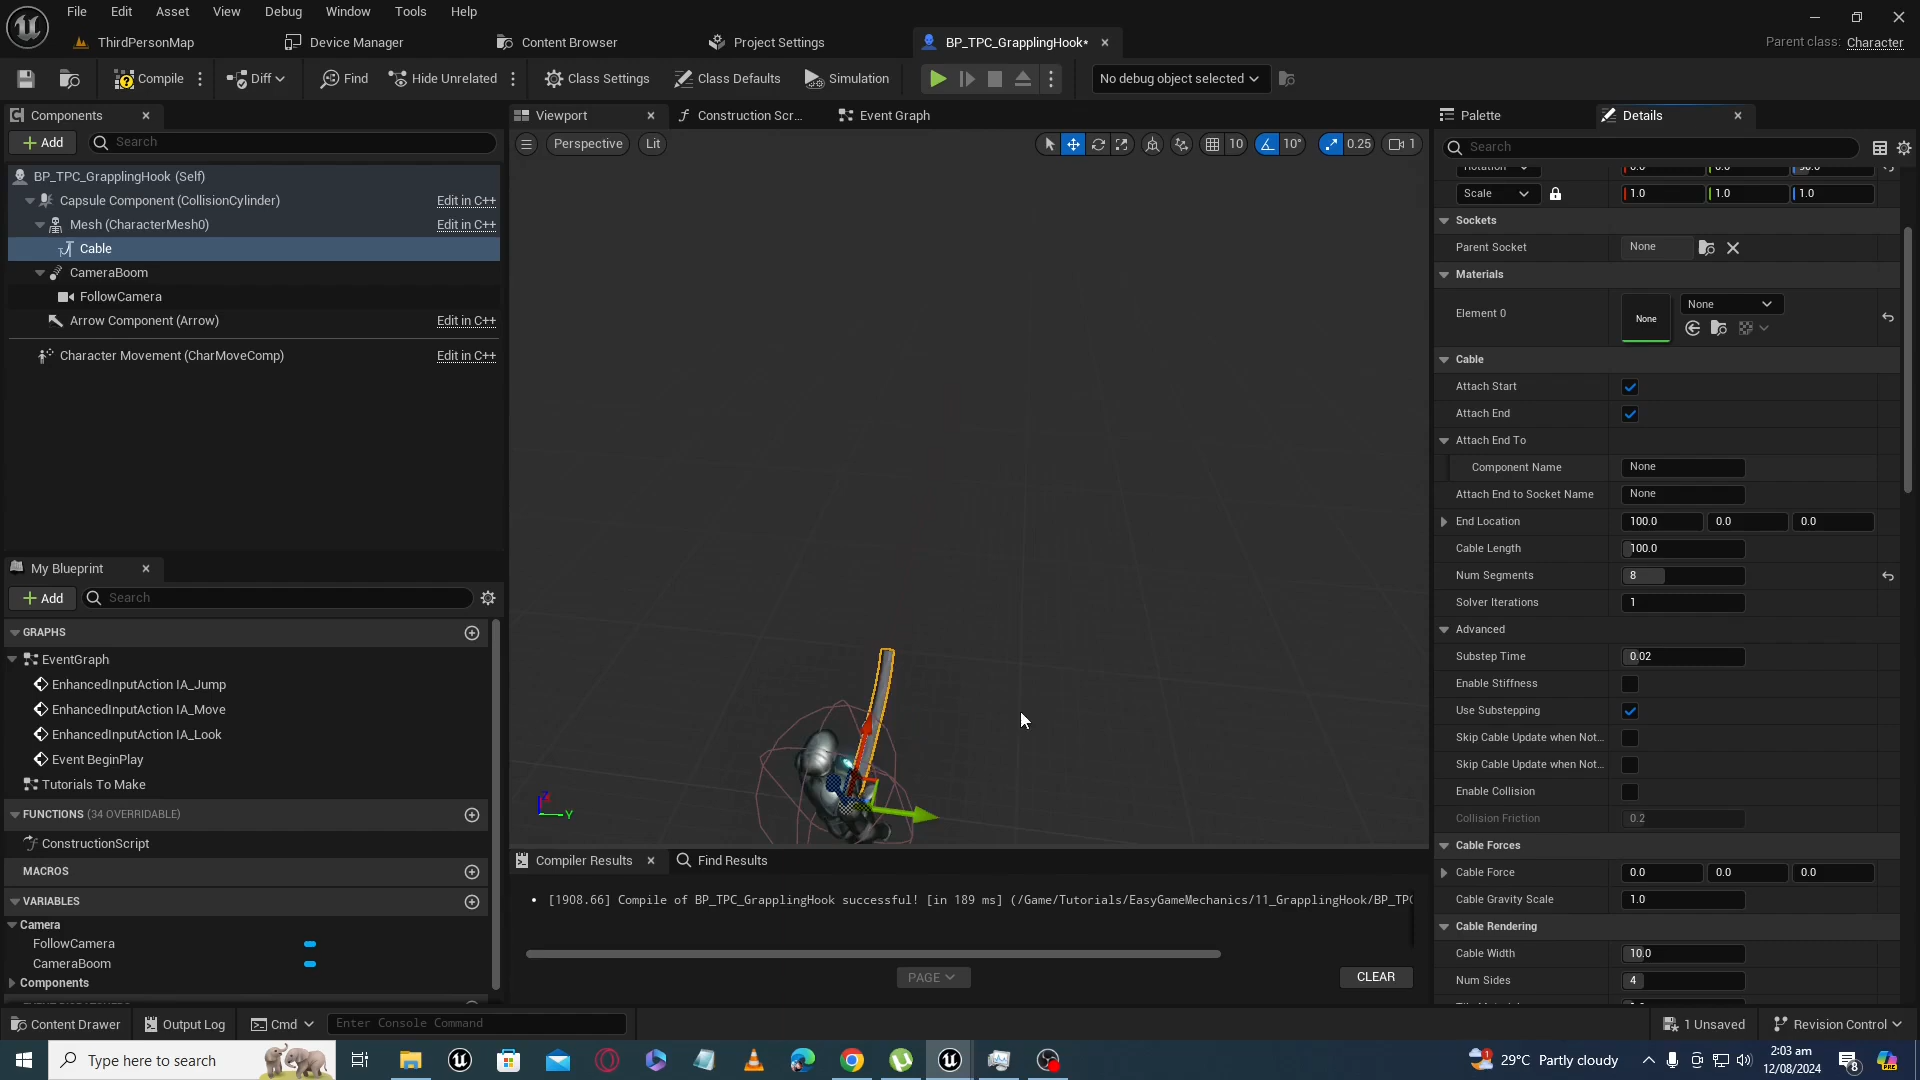 File Edit Asset View Debug Window Tools Help
ThirdPersonMap Device Manager Content Browser Project Settings BP_TPC_GrapplingHook* Parent class: Character
Compile Diff Find Hide Unrelated Class Settings Class Defaults Simulation No debug object selected
Components
Add Search
BP_TPC_GrapplingHook (Self)
Capsule Component (CollisionCylinder) Edit in C++
Mesh (CharacterMesh0) Edit in C++
Cable
CameraBoom
FollowCamera
Arrow Component (Arrow) Edit in C++
Character Movement (CharMoveComp) Edit in C++
My Blueprint
Add Search
GRAPHS
EventGraph
EnhancedInputAction IA_Jump
EnhancedInputAction IA_Move
EnhancedInputAction IA_Look
Event BeginPlay
Tutorials To Make
FUNCTIONS (34 OVERRIDABLE)
ConstructionScript
MACROS
VARIABLES
Camera
FollowCamera
CameraBoom
Components
Viewport Construction Scr... Event Graph
Perspective Lit 10 10° 0.25 1
Y
Compiler Results Find Results
[1908.66] Compile of BP_TPC_GrapplingHook successful! [in 189 ms] (/Game/Tutorials/EasyGameMechanics/11_GrapplingHook/BP_TPC
PAGE CLEAR
Palette Details
Search
Scale 1.0 1.0 1.0
Sockets
Parent Socket None
Materials
Element 0 None None
Cable
Attach Start
Attach End
Attach End To
Component Name None
Attach End to Socket Name None
End Location 100.0 0.0 0.0
Cable Length 100.0
Num Segments 8
Solver Iterations 1
Advanced
Substep Time 0.02
Enable Stiffness
Use Substepping
Skip Cable Update when Not...
Skip Cable Update when Not...
Enable Collision
Collision Friction 0.2
Cable Forces
Cable Force 0.0 0.0 0.0
Cable Gravity Scale 1.0
Cable Rendering
Cable Width 10.0
Num Sides 4
Content Drawer Output Log Cmd Enter Console Command 1 Unsaved Revision Control
Type here to search 29°C Partly cloudy 2:03 am
12/08/2024 8